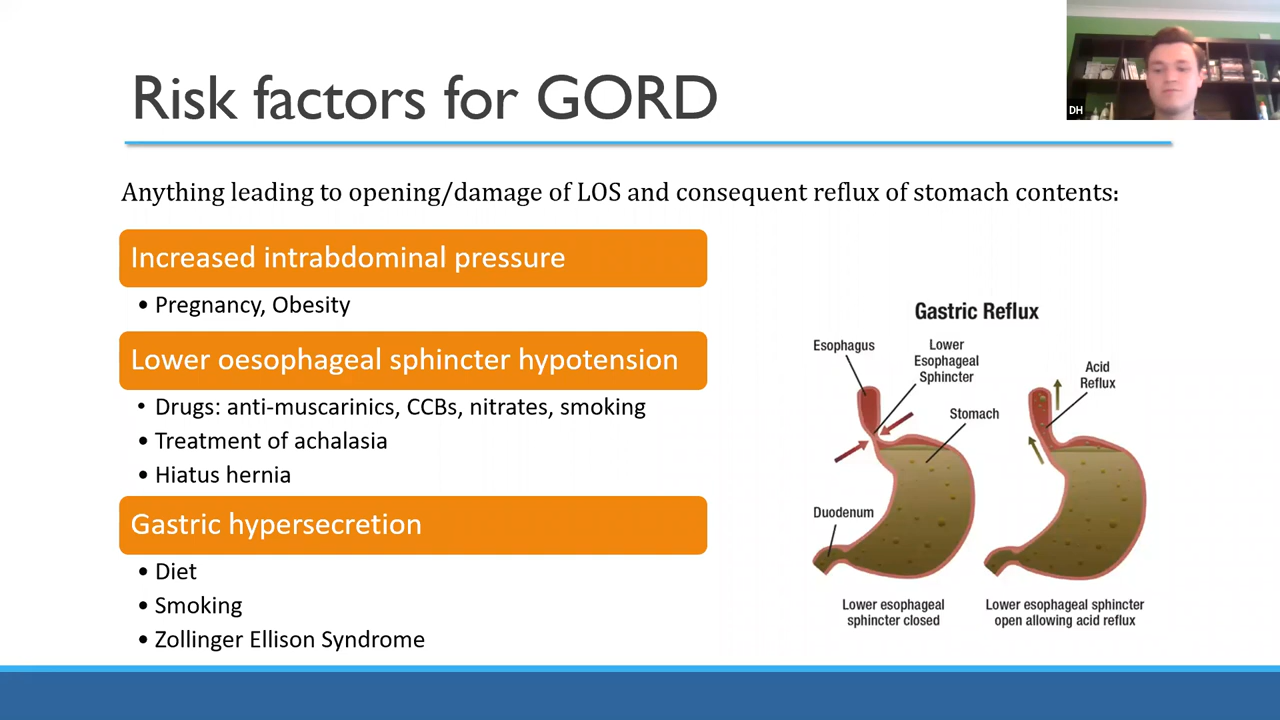 Risk factors for GORD
DH
Anything leading to opening/damage of LOS and consequent reflux of stomach contents:
Increased intrabdominal pressure
• Pregnancy, Obesity
Lower oesophageal sphincter hypotension
• Drugs: anti-muscarinics, CCBs, nitrates, smoking
• Treatment of achalasia
• Hiatus hernia
Gastric hypersecretion
• Diet
• Smoking
• Zollinger Ellison Syndrome
Gastric Reflux
Esophagus
Lower
Esophageal
Sphincter
Stomach
Duodenum
Lower esophageal
sphincter closed
Acid
Reflux
Lower esophageal sphincter
open allowing acid reflux